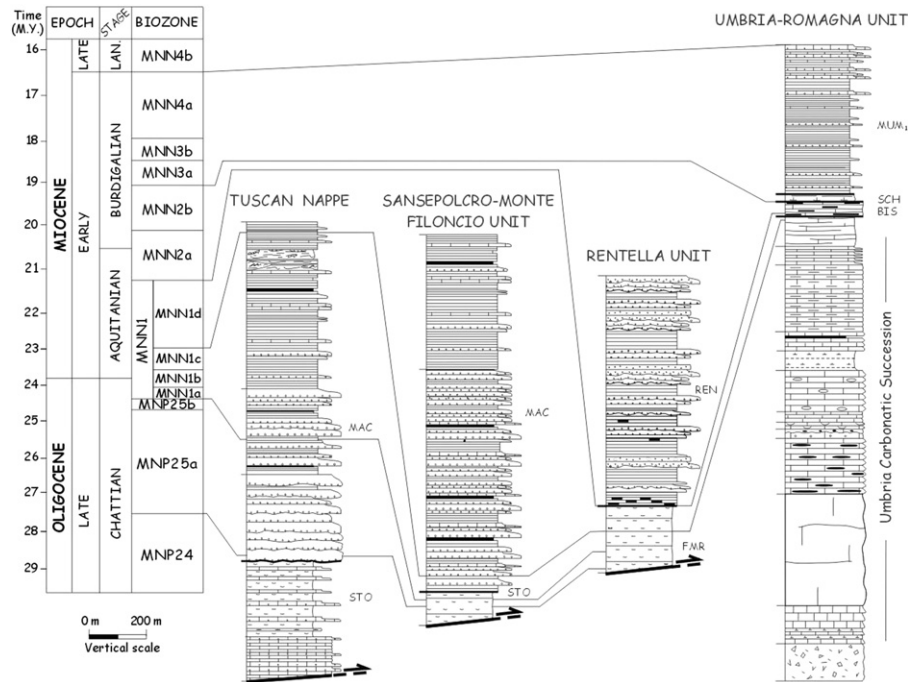 Time
(M.Y.)
EPOCH
STAGE
BIOZONE
UMBRIA-ROMAGNA UNIT
16
LATE
LAN.
MNN4b
17
MNN4a
MUM1
18
MNN3b
MNN3a
19
BURDIGALIAN
MIOCENE
EARLY
TUSCAN NAPPE
SANSEPOLCRO-MONTE
FILONCIO UNIT
SCH
BIS
MNN2b
20
RENTELLA UNIT
MNN2a
21
AQUITANIAN
MNN1
22
MNN1d
23
MNN1c
24
MNN1b
MNN1a
MNP25b
REN
25
MAC
MAC
OLIGOCENE
LATE
CHATTIAN
26
MNP25a
27
28
MNP24
29
FMR
STO
STO
Umbria Carbonatic Succession
0 m 200 m
Vertical scale